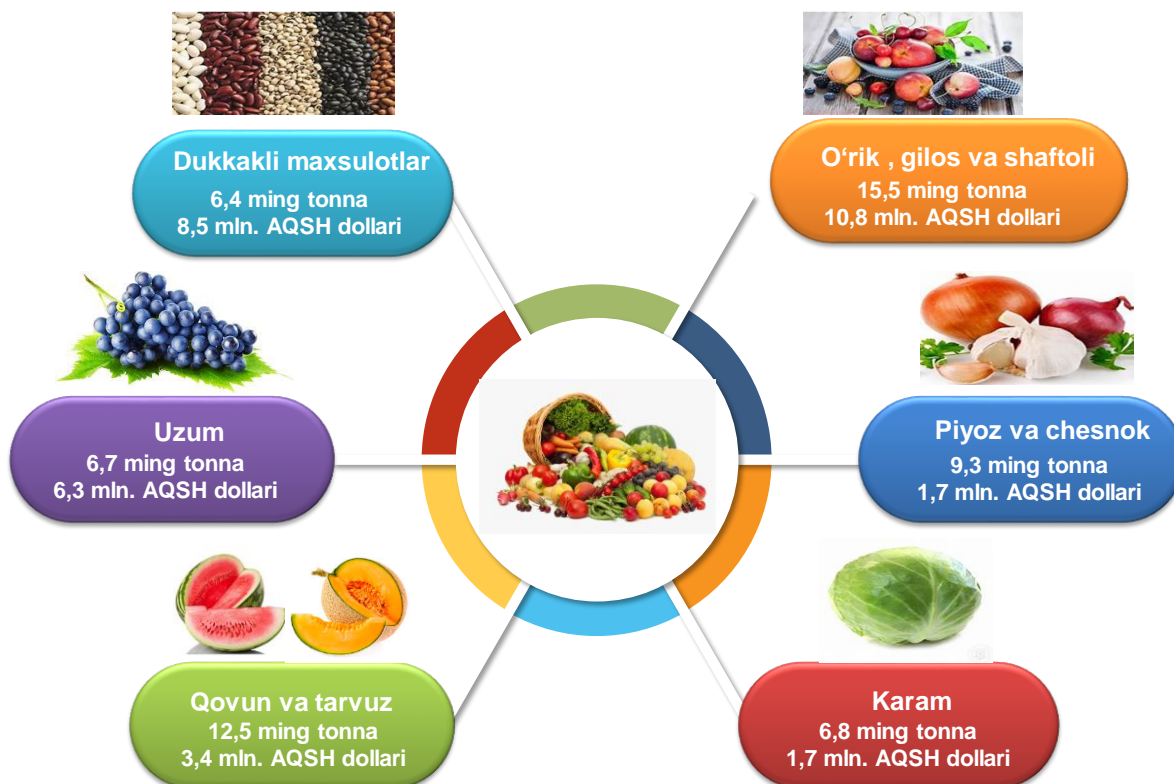 Dukkakli maxsulotlar
6,4 ming tonna
8,5 mln. AQSH dollari
O‘rik , gilos va shaftoli
15,5 ming tonna
10,8 mln. AQSH dollari
Uzum
6,7 ming tonna
6,3 mln. AQSH dollari
Piyoz va chesnok
9,3 ming tonna
1,7 mln. AQSH dollari
Qovun va tarvuz
12,5 ming tonna
3,4 mln. AQSH dollari
Karam
6,8 ming tonna
1,7 mln. AQSH dollari